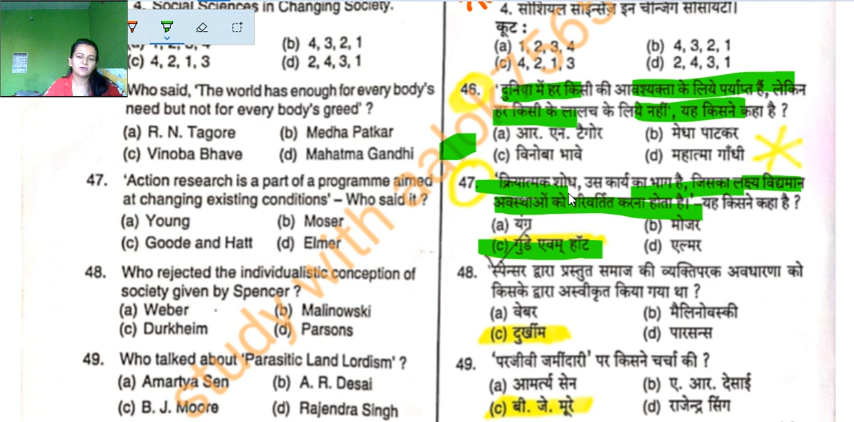 4. Social Sciences in Changing Society.
(a) 1, 2, 3, 4 (b) 4, 3, 2, 1
(c) 4, 2, 1, 3 (d) 2, 4, 3, 1
Who said, 'The world has enough for every body's
need but not for every body's greed' ?
(a) R. N. Tagore (b) Medha Patkar
(c) Vinoba Bhave (d) Mahatma Gandhi
47. 'Action research is a part of a programme aimed
at changing existing conditions' – Who said it ?
(a) Young (b) Moser
(c) Goode and Hatt (d) Elmer
48. Who rejected the individualistic conception of
society given by Spencer ?
(a) Weber (b) Malinowski
(c) Durkheim (d) Parsons
49. Who talked about 'Parasitic Land Lordism' ?
(a) Amartya Sen (b) A. R. Desai
(c) B. J. Moore (d) Rajendra Singh
4. सोशियल साइन्सेज़ इन चेन्जिंग सोसायटी।
कूट :
(a) 1, 2, 3, 4 (b) 4, 3, 2, 1
(c) 4, 2, 1, 3 (d) 2, 4, 3, 1
46. 'दुनिया में हर किसी की आवश्यकता के लिये पर्याप्त हैं, लेकिन
हर किसी के लालच के लिये नहीं', यह किसने कहा है ?
(a) आर. एन. टैगोर (b) मेधा पाटकर
(c) विनोबा भावे (d) महात्मा गाँधी
47. 'क्रियात्मक शोध, उस कार्य का भाग है, जिसका लक्ष्य विद्यमान
अवस्थाओं को परिवर्तित करना होता है।' –यह किसने कहा है ?
(a) यंग (b) मोजर
(c) गुडे एवम् हॉट (d) एल्मर
48. स्पेन्सर द्वारा प्रस्तुत समाज की व्यक्तिपरक अवधारणा को
किसके द्वारा अस्वीकृत किया गया था ?
(a) वेबर (b) मैलिनोवस्की
(c) दुर्खीम (d) पारसन्स
49. 'परजीवी जमींदारी' पर किसने चर्चा की ?
(a) आमर्त्य सेन (b) ए. आर. देसाई
(c) बी. जे. मूरे (d) राजेन्द्र सिंग
study with aalok